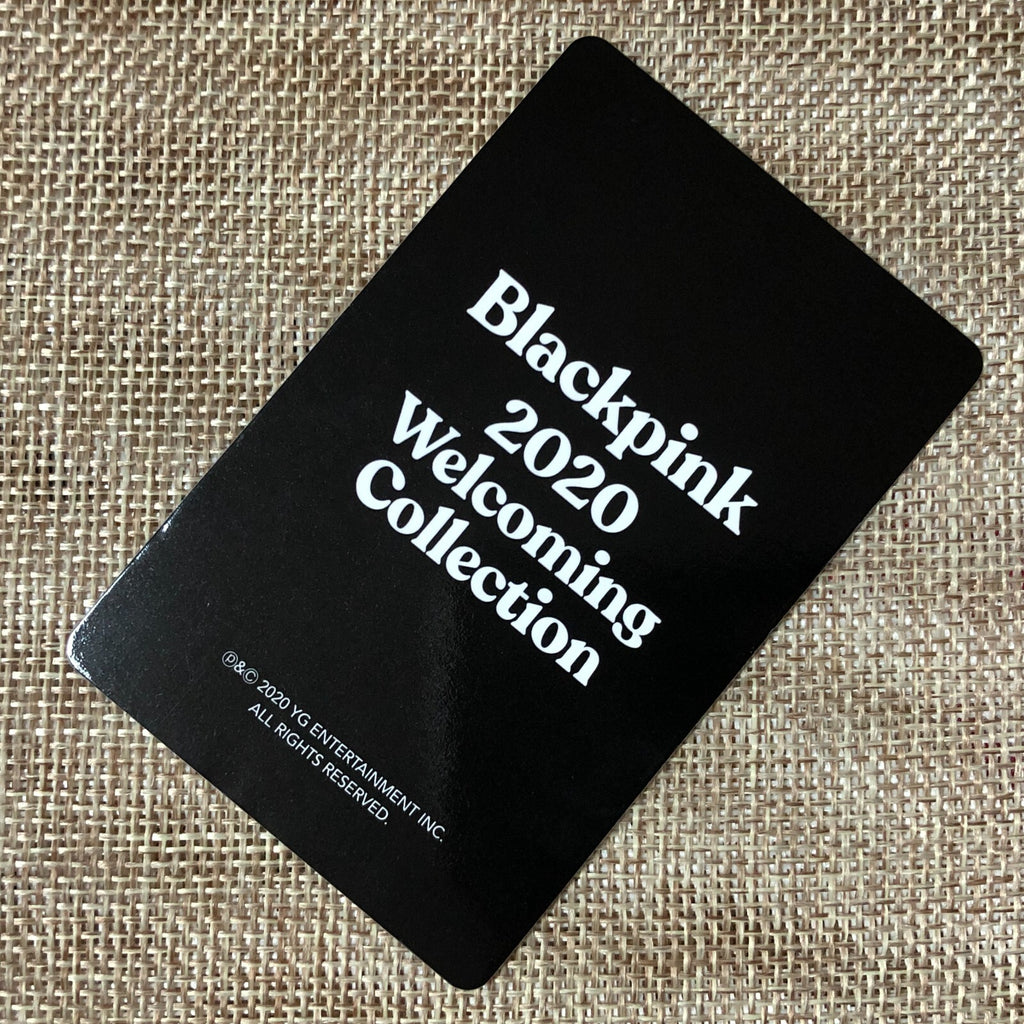 Blackpink
2020
Welcoming
Collection
℗&© 2020 YG ENTERTAINMENT INC.
ALL RIGHTS RESERVED.